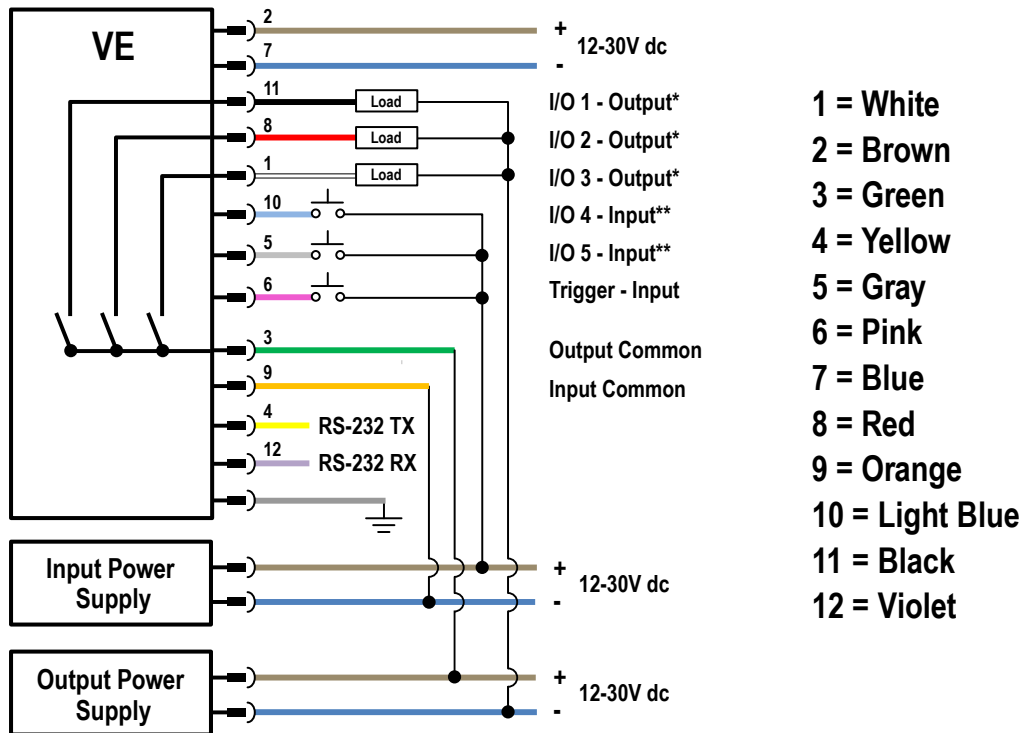 VE
2
+
12-30V dc
7
-
11
Load
I/O 1 - Output*
8
Load
I/O 2 - Output*
1
Load
I/O 3 - Output*
10
I/O 4 - Input**
5
I/O 5 - Input**
6
Trigger - Input
3
Output Common
9
Input Common
4
RS-232 TX
12
RS-232 RX
Input Power
Supply
+
12-30V dc
-
Output Power
Supply
+
12-30V dc
-
1 = White
2 = Brown
3 = Green
4 = Yellow
5 = Gray
6 = Pink
7 = Blue
8 = Red
9 = Orange
10 = Light Blue
11 = Black
12 = Violet